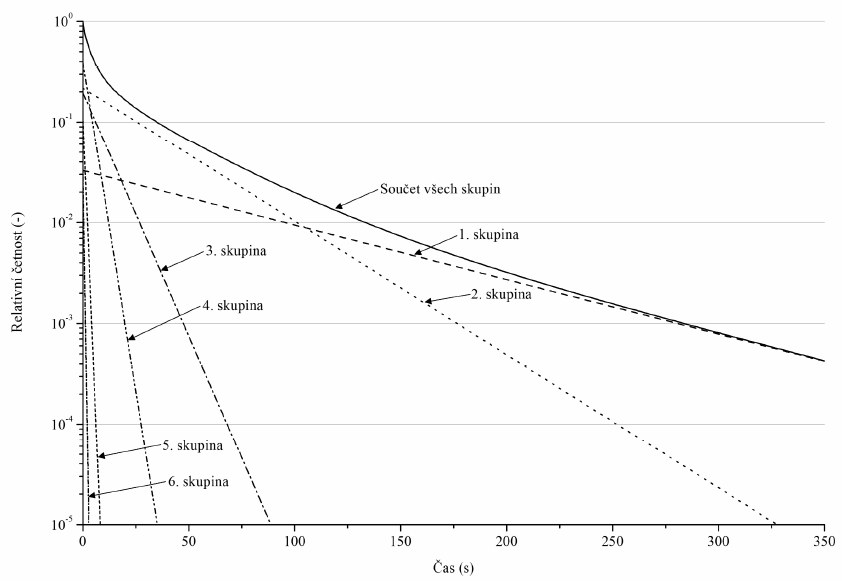 10⁰
10⁻¹
10⁻²
10⁻³
10⁻⁴
10⁻⁵
Relativní četnost (-)
Součet všech skupin
1. skupina
3. skupina
2. skupina
4. skupina
5. skupina
6. skupina
0 50 100 150 200 250 300 350
Čas (s)